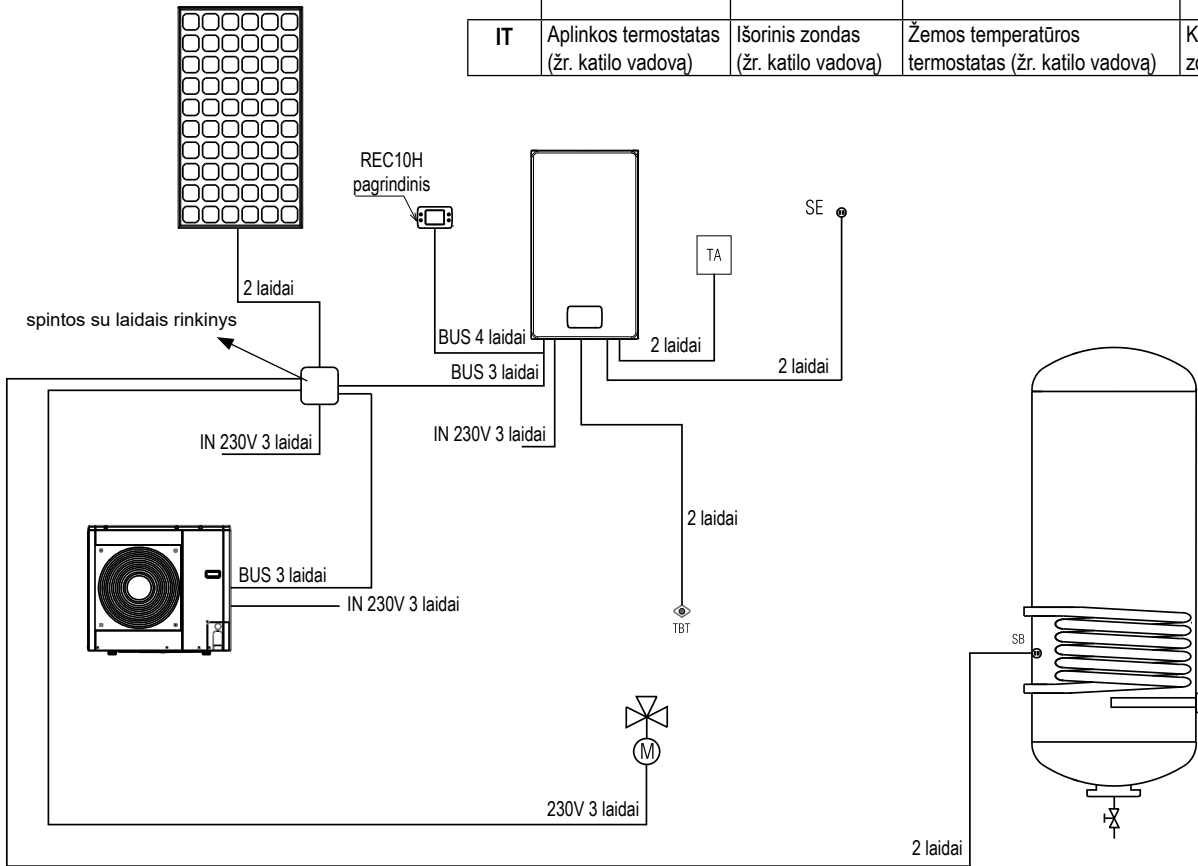 IT Aplinkos termostatas Išorinis zondas Žemos temperatūros
(žr. katilo vadovą) (žr. katilo vadovą) termostatas (žr. katilo vadovą)
REC10H
pagrindinis
SE
TA
2 laidai
spintos su laidais rinkinys
BUS 4 laidai
2 laidai
BUS 3 laidai
2 laidai
IN 230V 3 laidai
IN 230V 3 laidai
2 laidai
BUS 3 laidai
IN 230V 3 laidai
TBT
SB
M
230V 3 laidai
2 laidai